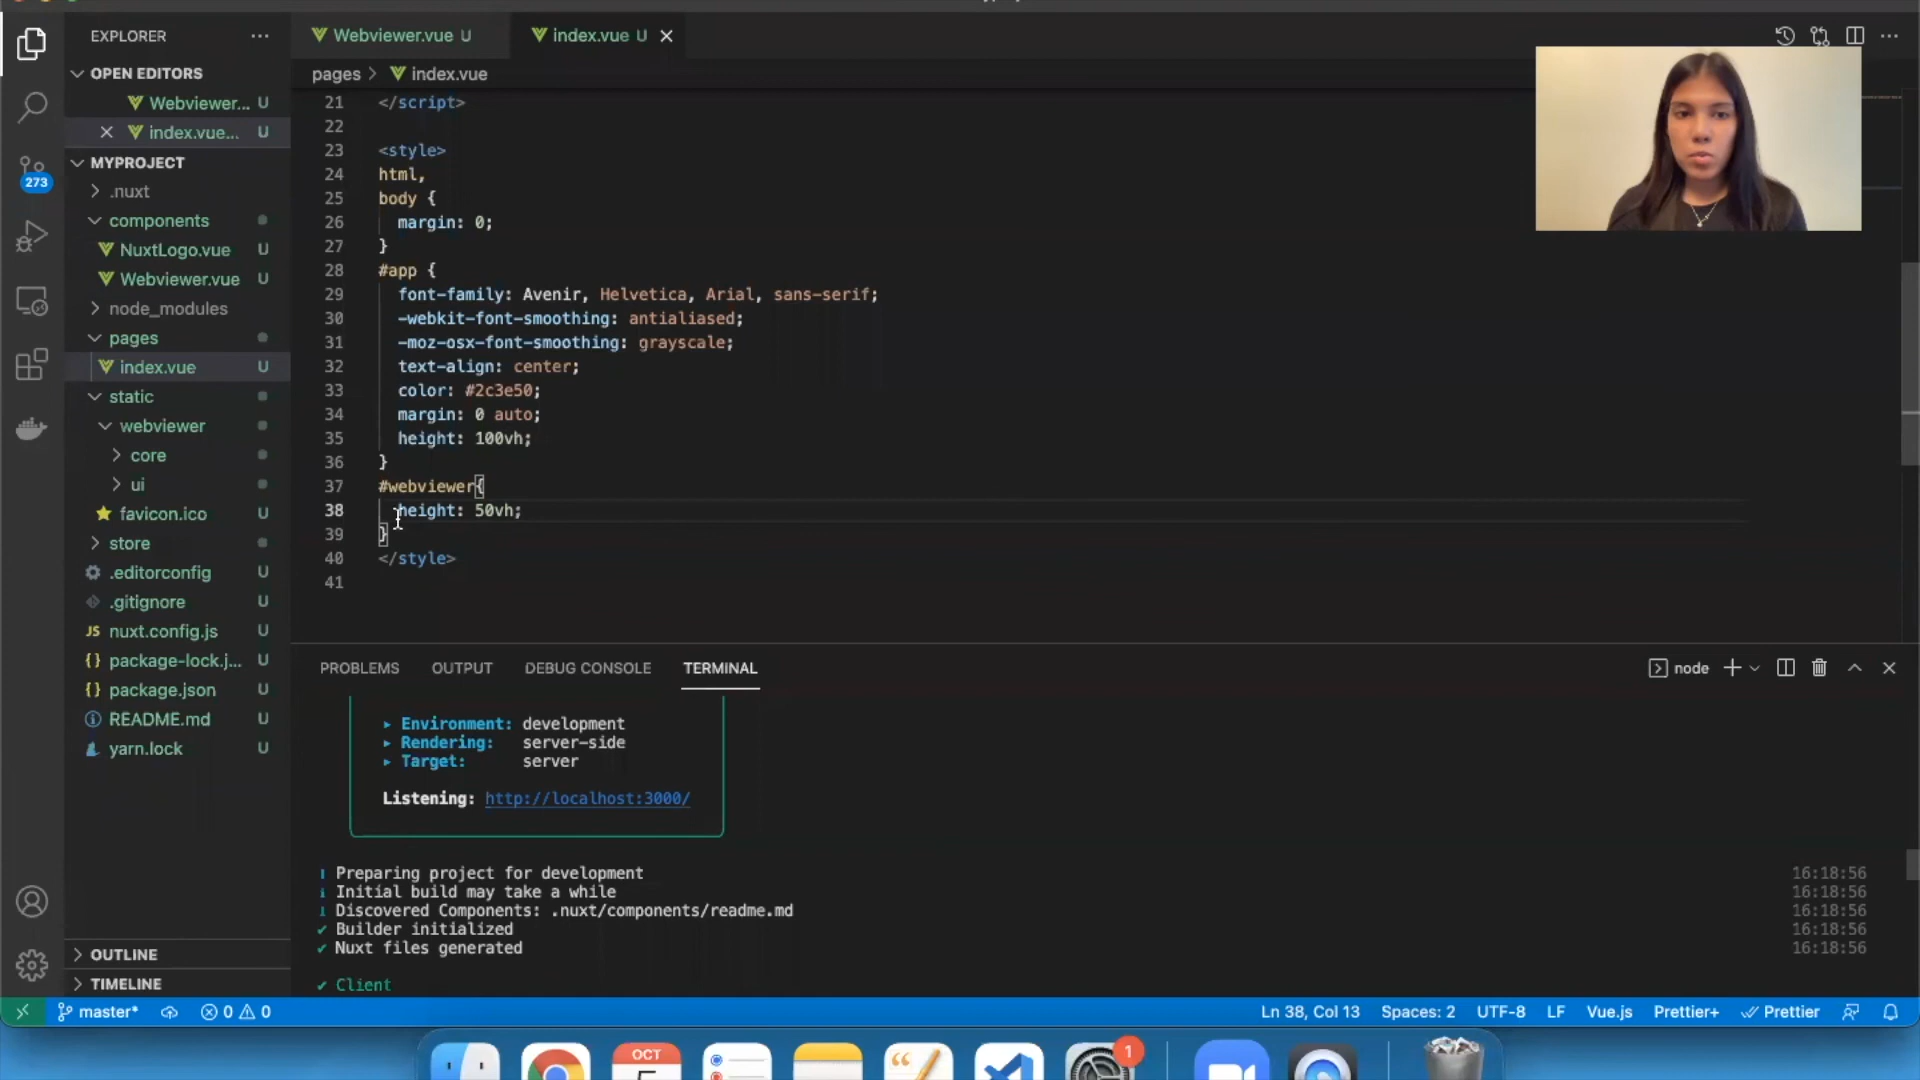 EXPLORER
OPEN EDITORS
Webviewer... U
index.vue... U
MYPROJECT
.nuxt
components
NuxtLogo.vue U
Webviewer.vue U
node_modules
pages
index.vue U
static
webviewer
core
ui
favicon.ico U
store
.editorconfig U
.gitignore U
JS nuxt.config.js U
{} package-lock.j... U
{} package.json U
README.md U
yarn.lock U
OUTLINE
TIMELINE
273
Webviewer.vue U
index.vue U
pages > index.vue
21 </script>
22
23 <style>
24 html,
25 body {
26 margin: 0;
27 }
28 #app {
29 font-family: Avenir, Helvetica, Arial, sans-serif;
30 -webkit-font-smoothing: antialiased;
31 -moz-osx-font-smoothing: grayscale;
32 text-align: center;
33 color: #2c3e50;
34 margin: 0 auto;
35 height: 100vh;
36 }
37 #webviewer{
38 height: 50vh;
39 }
40 </style>
41
PROBLEMS OUTPUT DEBUG CONSOLE TERMINAL node
▸ Environment: development
▸ Rendering: server-side
▸ Target: server
Listening: http://localhost:3000/
ℹ Preparing project for development 16:18:56
ℹ Initial build may take a while 16:18:56
ℹ Discovered Components: .nuxt/components/readme.md 16:18:56
✔ Builder initialized 16:18:56
✔ Nuxt files generated 16:18:56
✔ Client
master* 0 0 Ln 38, Col 13 Spaces: 2 UTF-8 LF Vue.js Prettier+ Prettier
OCT
1